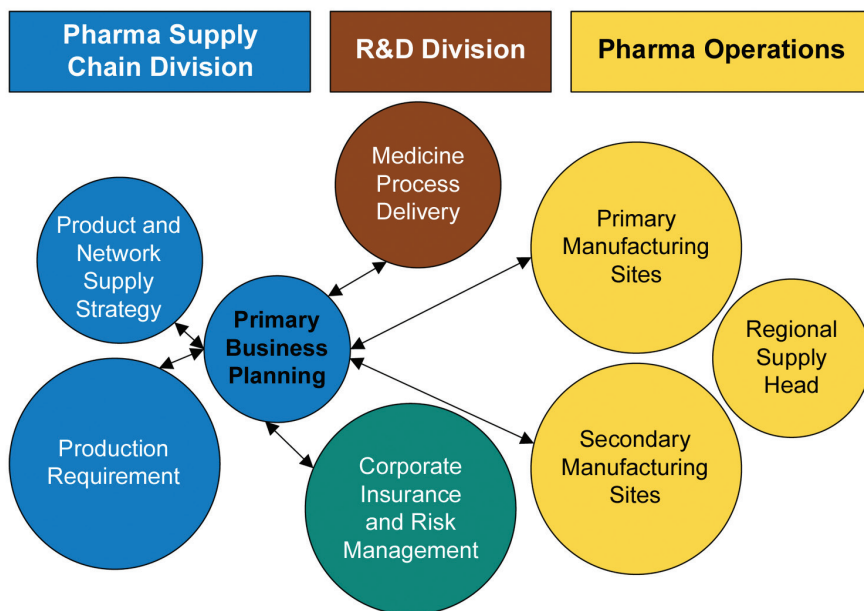 Pharma Supply
Chain Division
R&D Division
Pharma Operations
Medicine
Process
Delivery
Product and
Network
Supply
Strategy
Primary
Manufacturing
Sites
Primary
Business
Planning
Regional
Supply
Head
Production
Requirement
Corporate
Insurance
and Risk
Management
Secondary
Manufacturing
Sites